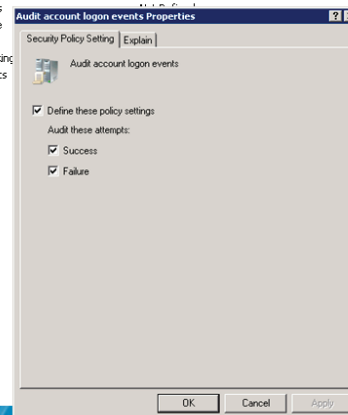 Audit account logon events Properties
Security Policy Setting
Explain
Audit account logon events
Define these policy settings
Audit these attempts:
Success
Failure
OK
Cancel
Apply